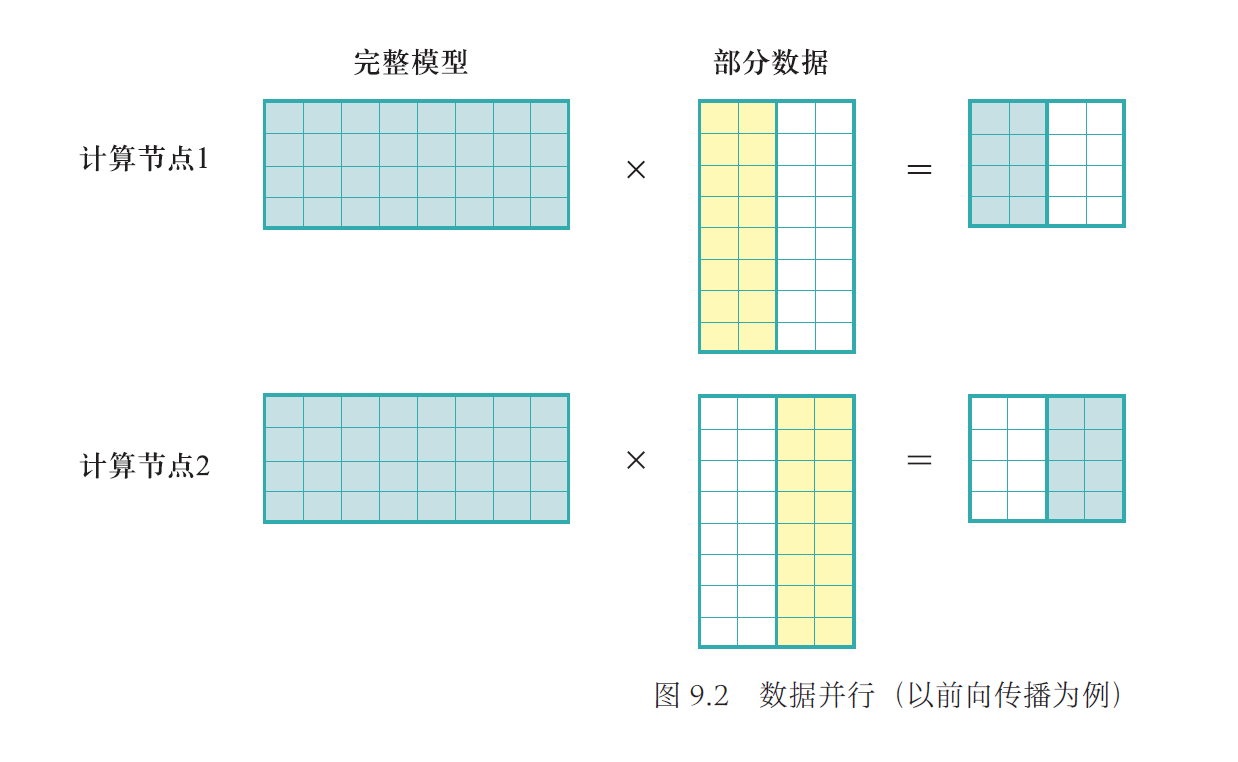 完整模型
部分数据
计算节点1
×
=
计算节点2
×
=
图 9.2 数据并行（以前向传播为例）